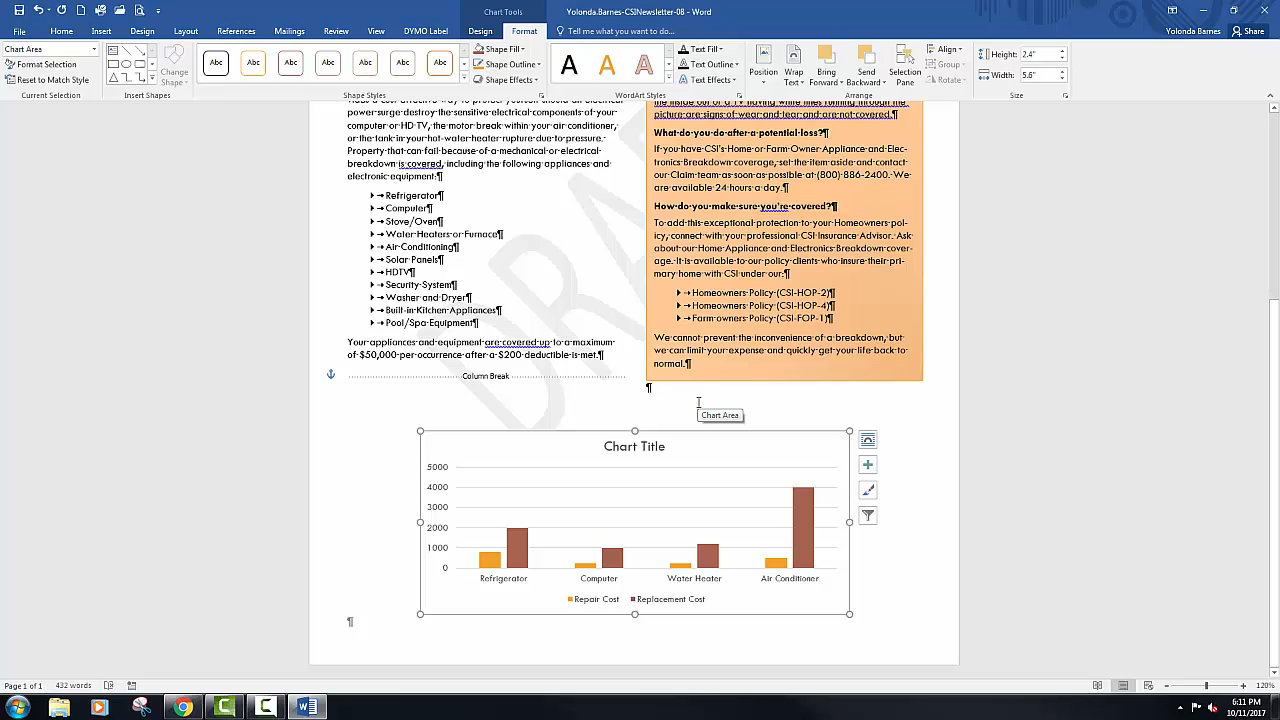 Chart Tools
Yolonda.Barnes-CSINewsletter-08 - Word
File
Home
Insert
Draw
Design
Layout
References
Mailings
Review
View
DYMO Label
Design
Format
Tell me what you want to do...
Yolonda Barnes
Share
Chart Area
Format Selection
Reset to Match Style
Current Selection
Change
Shape
Insert Shapes
Abc
Abc
Abc
Abc
Abc
Abc
Abc
Shape Fill
Shape Outline
Shape Effects
Shape Styles
A
A
A
Text Fill
Text Outline
Text Effects
WordArt Styles
Position
Wrap
Text
Bring
Forward
Send
Backward
Selection
Pane
Align
Group
Rotate
Arrange
Height: 2.4"
Width: 5.6"
Size
power surge destroy the sensitive electrical components of your
computer or HD TV, the motor break within your air conditioner,
or the tank in your hot water heater rupture due to pressure.
Property that can fail because of a mechanical or electrical
breakdown is covered, including the following appliances and
electronic equipment:¶
Refrigerator¶
Computer¶
Stove/Oven¶
Water Heaters or Furnace¶
Air Conditioning¶
Solar Panels¶
HDTV¶
Security System¶
Washer and Dryer¶
Built-in Kitchen Appliances¶
Pool/Spa Equipment¶
Your appliances and equipment are covered up to a maximum
of $50,000 per occurrence after a $200 deductible is met.¶
Column Break
the inside out or a TV having white lines running through the
picture are signs of wear and tear and are not covered.¶
What do you do after a potential loss?¶
If you have CSI's Home or Farm Owner Appliance and Elec-
tronics Breakdown coverage, set the item aside and contact
our Claim team as soon as possible at (800) 886-2400. We
are available 24 hours a day.¶
How do you make sure you're covered?¶
To add this exceptional protection to your Homeowners pol-
icy, connect with your professional CSI Insurance Advisor. Ask
about our Home Appliance and Electronics Breakdown cover-
age. It is available to our policy clients who insure their pri-
mary home with CSI under our:¶
Homeowners Policy (CSI-HOP-2)¶
Homeowners Policy (CSI-HOP-4)¶
Farm owners Policy (CSI-FOP-1)¶
We cannot prevent the inconvenience of a breakdown, but
we can limit your expense and quickly get your life back to
normal.¶
¶
DRAF
Chart Area
Chart Title
5000
4000
3000
2000
1000
0
Refrigerator
Computer
Water Heater
Air Conditioner
Repair Cost
Replacement Cost
¶
Page 1 of 1
432 words
120%
6:11 PM
10/11/2017